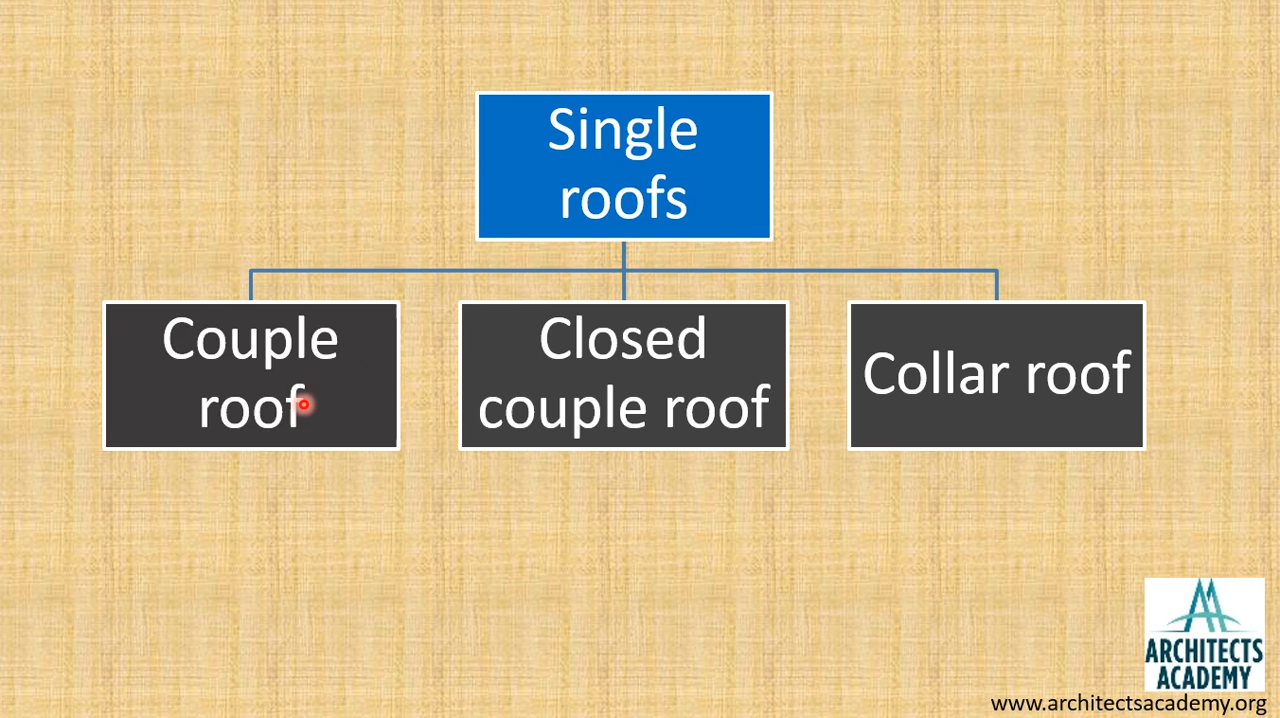 Single
roofs
Couple
roof
Closed
couple roof
Collar roof
ARCHITECTS
ACADEMY
www.architectsacademy.org